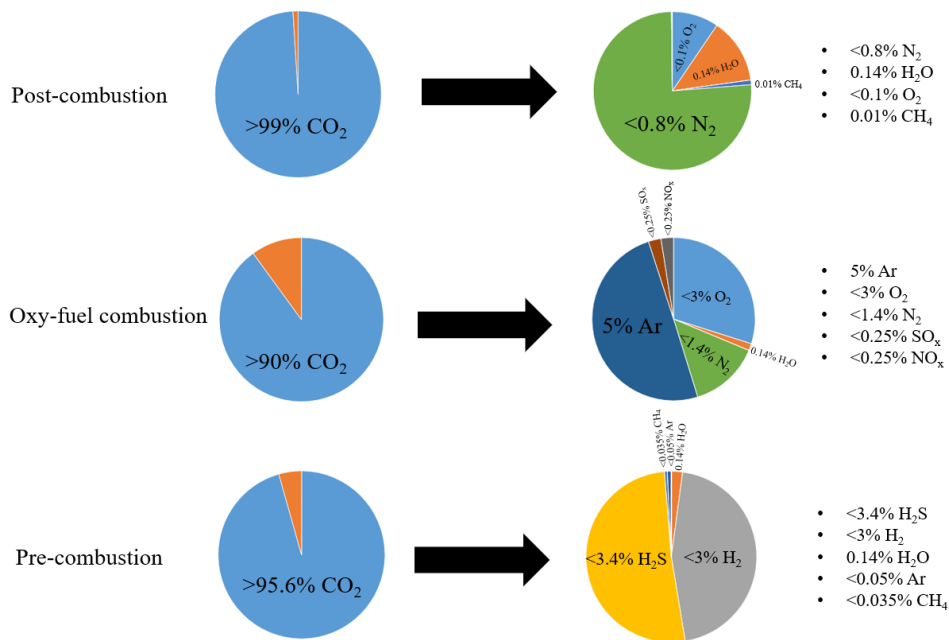 Post-combustion
>99% CO₂
<0.1% O₂
0.14% H₂O
0.01% CH₄
<0.8% N₂
• <0.8% N₂
• 0.14% H₂O
• <0.1% O₂
• 0.01% CH₄
Oxy-fuel combustion
>90% CO₂
<0.25% SOₓ
<0.25% NOₓ
<3% O₂
5% Ar
<1.4% N₂
0.14% H₂O
• 5% Ar
• <3% O₂
• <1.4% N₂
• <0.25% SOₓ
• <0.25% NOₓ
Pre-combustion
>95.6% CO₂
<0.035% CH₄
<0.05% Ar
0.14% H₂O
<3.4% H₂S
<3% H₂
• <3.4% H₂S
• <3% H₂
• 0.14% H₂O
• <0.05% Ar
• <0.035% CH₄